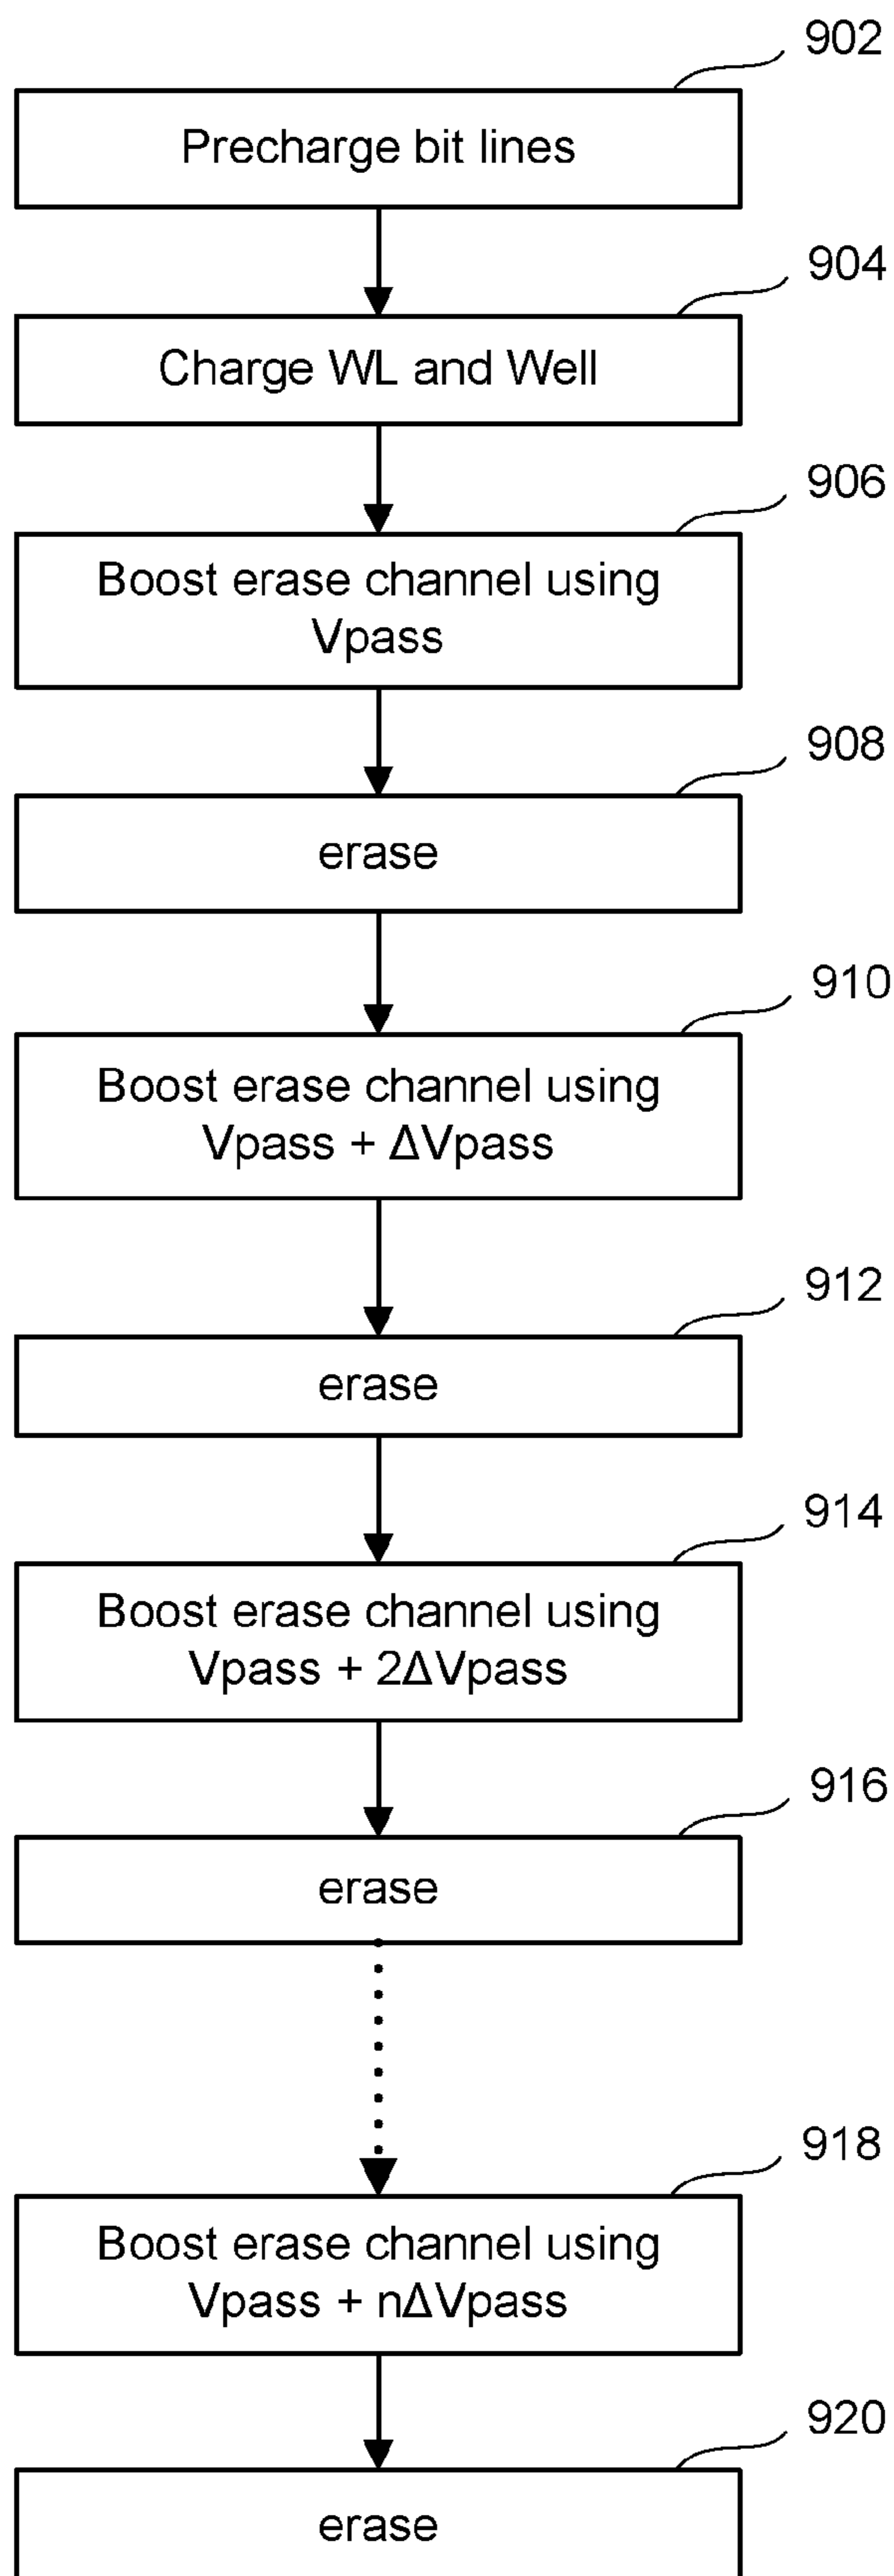 902
Precharge bit lines
904
Charge WL and Well
906
Boost erase channel using
Vpass
908
erase
910
Boost erase channel using
Vpass + ΔVpass
912
erase
914
Boost erase channel using
Vpass + 2ΔVpass
916
erase
918
Boost erase channel using
Vpass + nΔVpass
920
erase